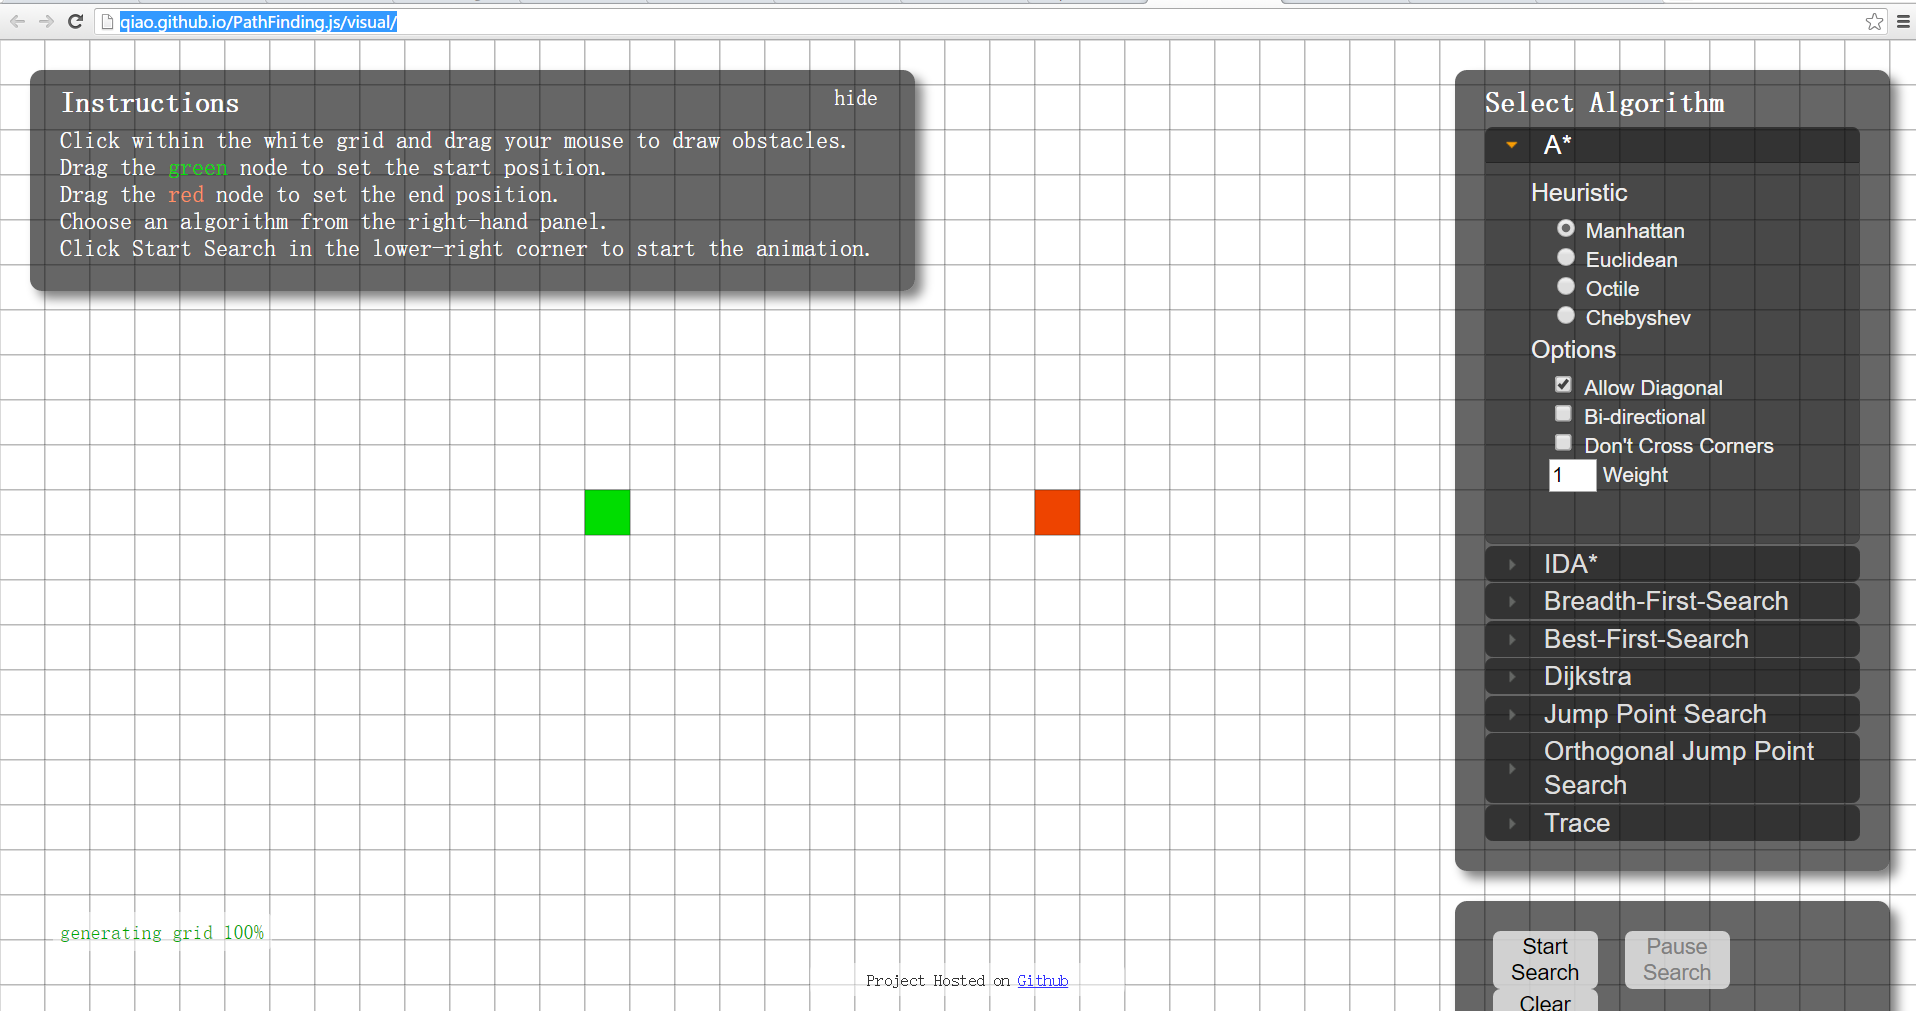 qiao.github.io/PathFinding.js/visual/
Instructions
hide
Click within the white grid and drag your mouse to draw obstacles.
Drag the green node to set the start position.
Drag the red node to set the end position.
Choose an algorithm from the right-hand panel.
Click Start Search in the lower-right corner to start the animation.
Select Algorithm
A*
Heuristic
Manhattan
Euclidean
Octile
Chebyshev
Options
Allow Diagonal
Bi-directional
Don't Cross Corners
1 Weight
IDA*
Breadth-First-Search
Best-First-Search
Dijkstra
Jump Point Search
Orthogonal Jump Point
Search
Trace
generating grid 100%
Project Hosted on Github
Start
Search
Pause
Search
Clear